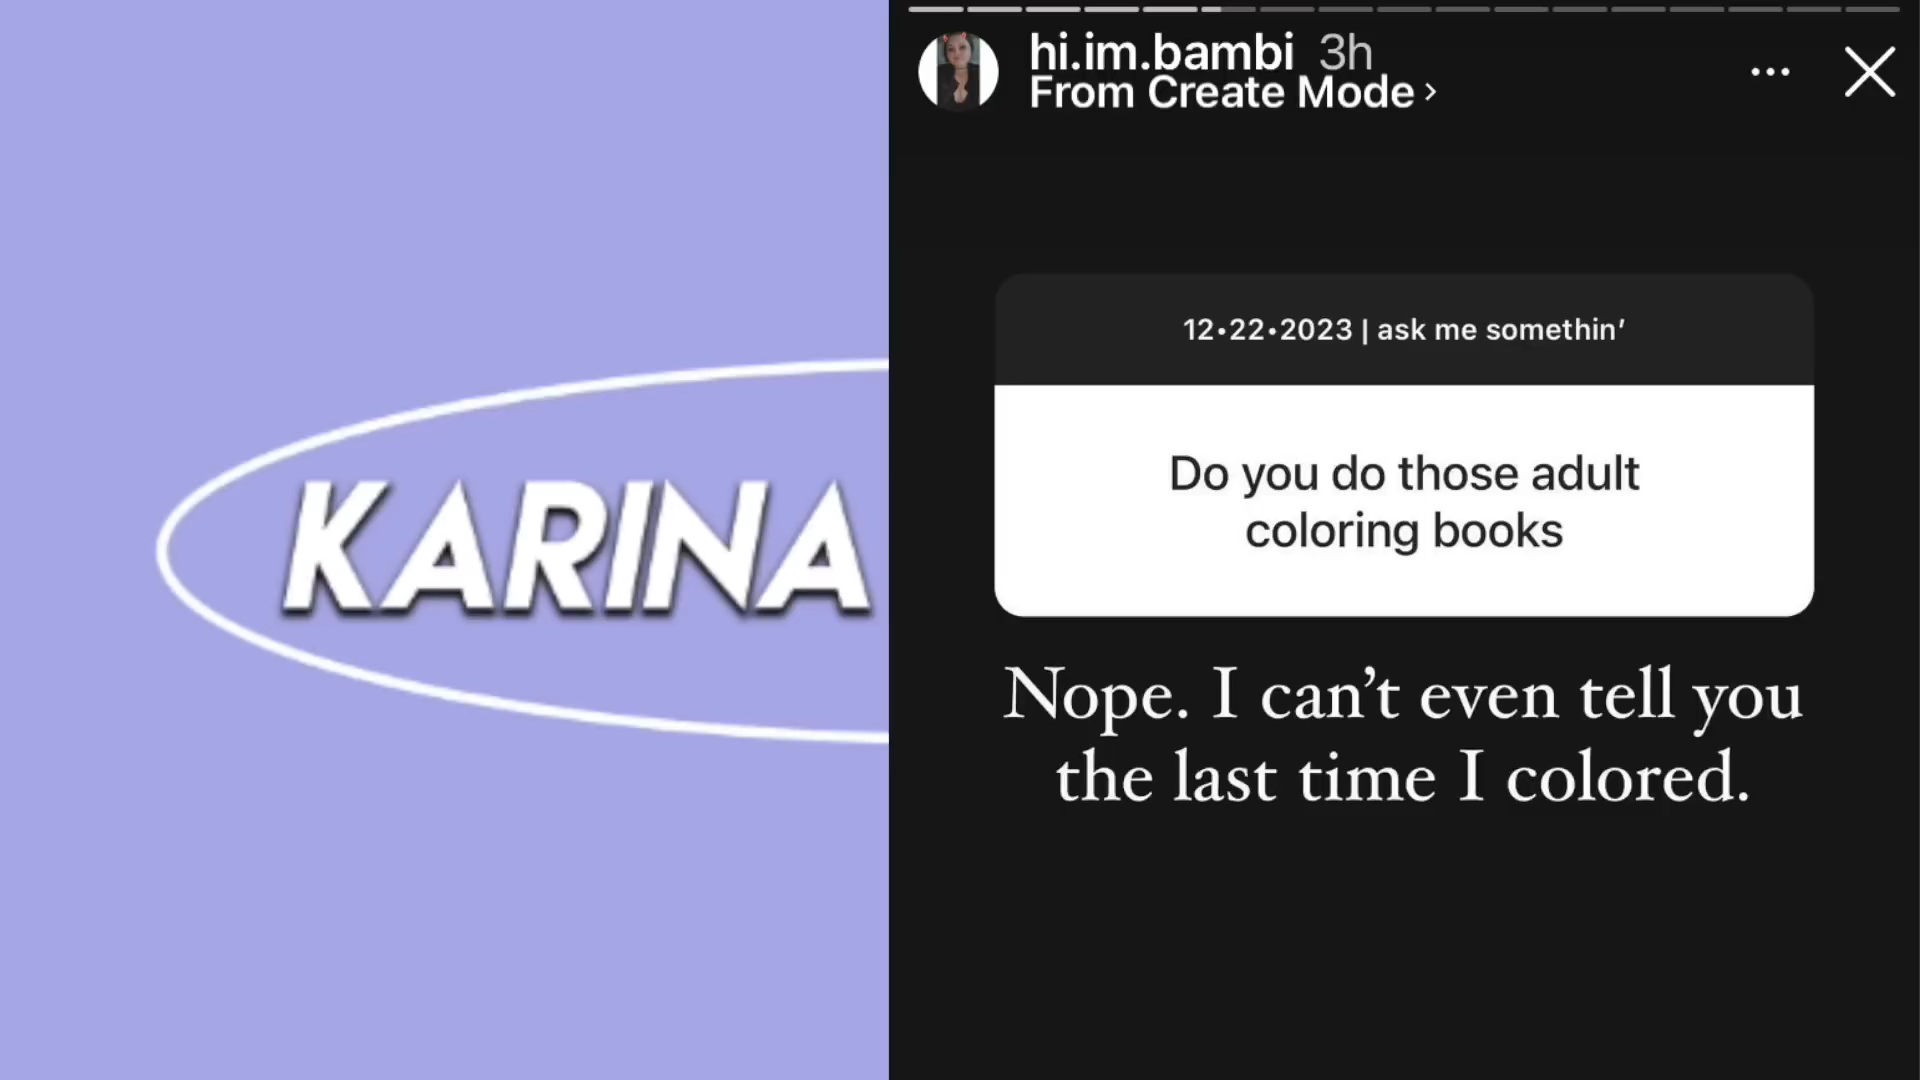 KARINA
hi.im.bambi 3h
From Create Mode ›
12•22•2023 | ask me somethin’
Do you do those adult
coloring books
Nope. I can’t even tell you
the last time I colored.